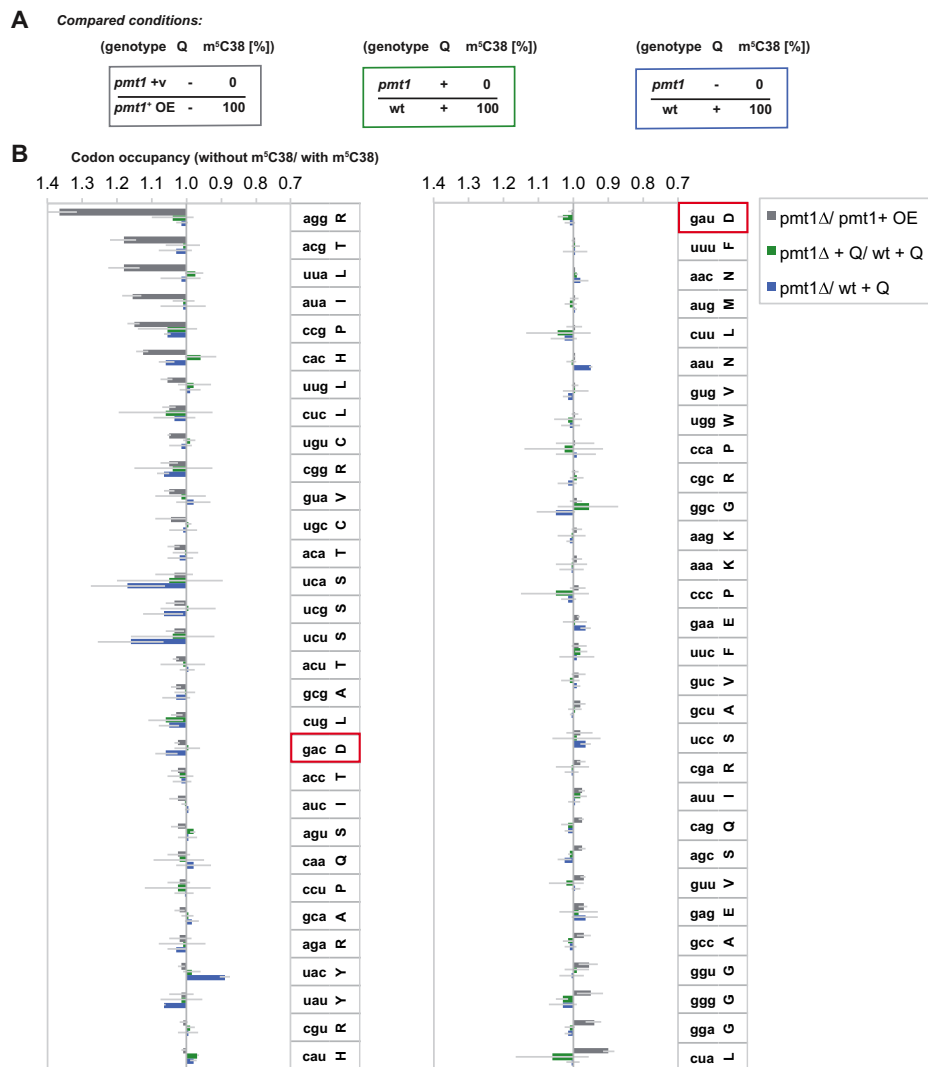 A
Compared conditions:
(genotype Q m⁵C38 [%]) (genotype Q m⁵C38 [%]) (genotype Q m⁵C38 [%])
pmt1 +v - 0 pmt1 + 0 pmt1 - 0
pmt1⁺ OE - 100 wt + 100 wt + 100
B
Codon occupancy (without m⁵C38/ with m⁵C38)
1.4 1.3 1.2 1.1 1.0 0.9 0.8 0.7 1.4 1.3 1.2 1.1 1.0 0.9 0.8 0.7
agg R
acg T
uua L
aua I
ccg P
cac H
uug L
cuc L
ugu C
cgg R
gua V
ugc C
aca T
uca S
ucg S
ucu S
acu T
gcg A
cug L
gac D
acc T
auc I
agu S
caa Q
ccu P
gca A
aga R
uac Y
uau Y
cgu R
cau H
gau D
uuu F
aac N
aug M
cuu L
aau N
gug V
ugg W
cca P
cgc R
ggc G
aag K
aaa K
ccc P
gaa E
uuc F
guc V
gcu A
ucc S
cga R
auu I
cag Q
agc S
guu V
gag E
gcc A
ggu G
ggg G
gga G
cua L
pmt1Δ/ pmt1+ OE
pmt1Δ + Q/ wt + Q
pmt1Δ/ wt + Q